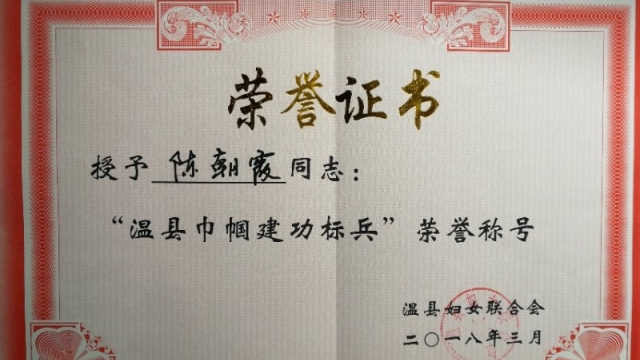 荣誉证书
授予 陈朝霞 同志：
“温县巾帼建功标兵”荣誉称号
温县妇女联合会
二〇一八年三月